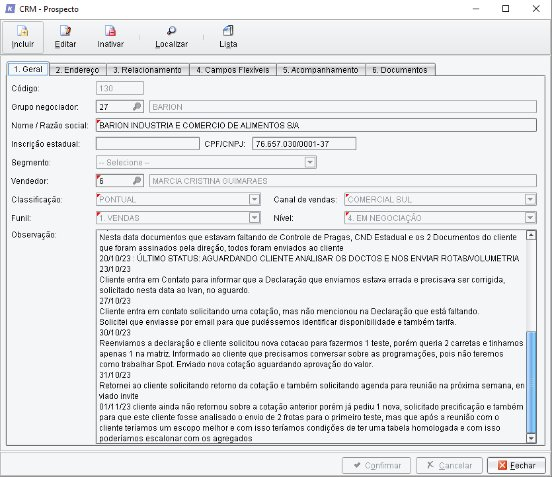 CRM - Prospecto
Incluir Editar Inativar Localizar Lista
1. Geral 2. Endereço 3. Relacionamento 4. Campos Flexíveis 5. Acompanhamento 6. Documentos
Código: 130
Grupo negociador: 27 BARION
Nome / Razão social: BARION INDUSTRIA E COMERCIO DE ALIMENTOS S/A
Inscrição estadual: CPF/CNPJ: 76.657.030/0001-37
Segmento: -- Selecione --
Vendedor: 6 MARCIA CRISTINA GUIMARAES
Classificação: PONTUAL Canal de vendas: COMERCIAL SUL
Funil: 1. VENDAS Nível: 4. EM NEGOCIAÇÃO
Observação:
Nesta data documentos que estavam faltando de Controle de Pragas, CND Estadual e os 2 Documentos do cliente
que foram assinados pela direção, todos foram enviados ao cliente
20/10/23 : ÚLTIMO STATUS: AGUARDANDO CLIENTE ANALISAR OS DOCTOS E NOS ENVIAR ROTAS/VOLUMETRIA
23/10/23
Cliente entra em Contato para informar que a Declaração que enviamos estava errada e precisava ser corrigida,
solicitado nesta data ao Ivan, no aguardo.
27/10/23
Cliente entra em contato solicitando uma cotação, mas não mencionou na Declaração que está faltando.
Solicitei que enviasse por email para que pudéssemos identificar disponibilidade e também tarifa.
30/10/23
Reenviamos a declaração e cliente solicitou nova cotacao para fazermos 1 teste, porém queria 2 carretas e tinhamos
apenas 1 na matriz. Informado ao cliente que precisamos conversar sobre as programações, pois não teremos
como trabalhar Spot. Enviado nova cotação aguardando aprovação do valor.
31/10/23
Retornei ao cliente solicitando retorno da cotação e também solicitando agenda para reunião na próxima semana, en
viado invite
01/11/23 cliente ainda não retornou sobre a cotação anterior porém já pediu 1 nova, solicitado precificação e também
para que este cliente fosse analisado o envio de 2 frotas para o primeiro teste, mas que após a reunião com o
cliente teríamos um escopo melhor e com isso teríamos condições de ter uma tabela homologada e com isso
poderíamos escalonar com os agregados
Confirmar Cancelar Fechar